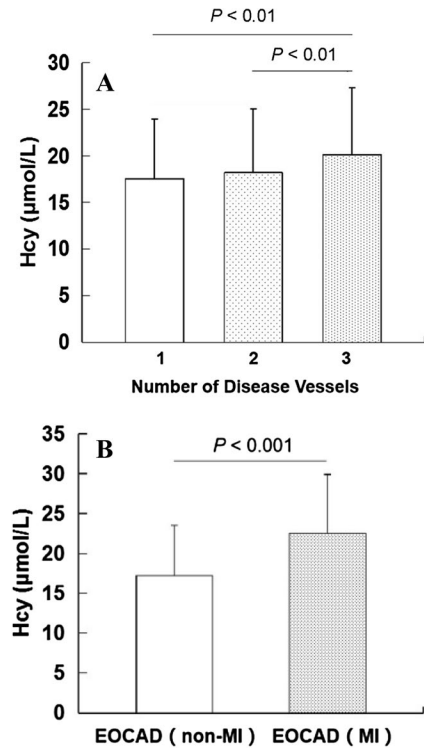 P < 0.01
P < 0.01
A
30
25
20
15
10
5
0
Hcy (µmol/L)
1 2 3
Number of Disease Vessels
B
P < 0.001
35
30
25
20
15
10
5
0
Hcy (µmol/L)
EOCAD ( non-MI ) EOCAD ( MI )